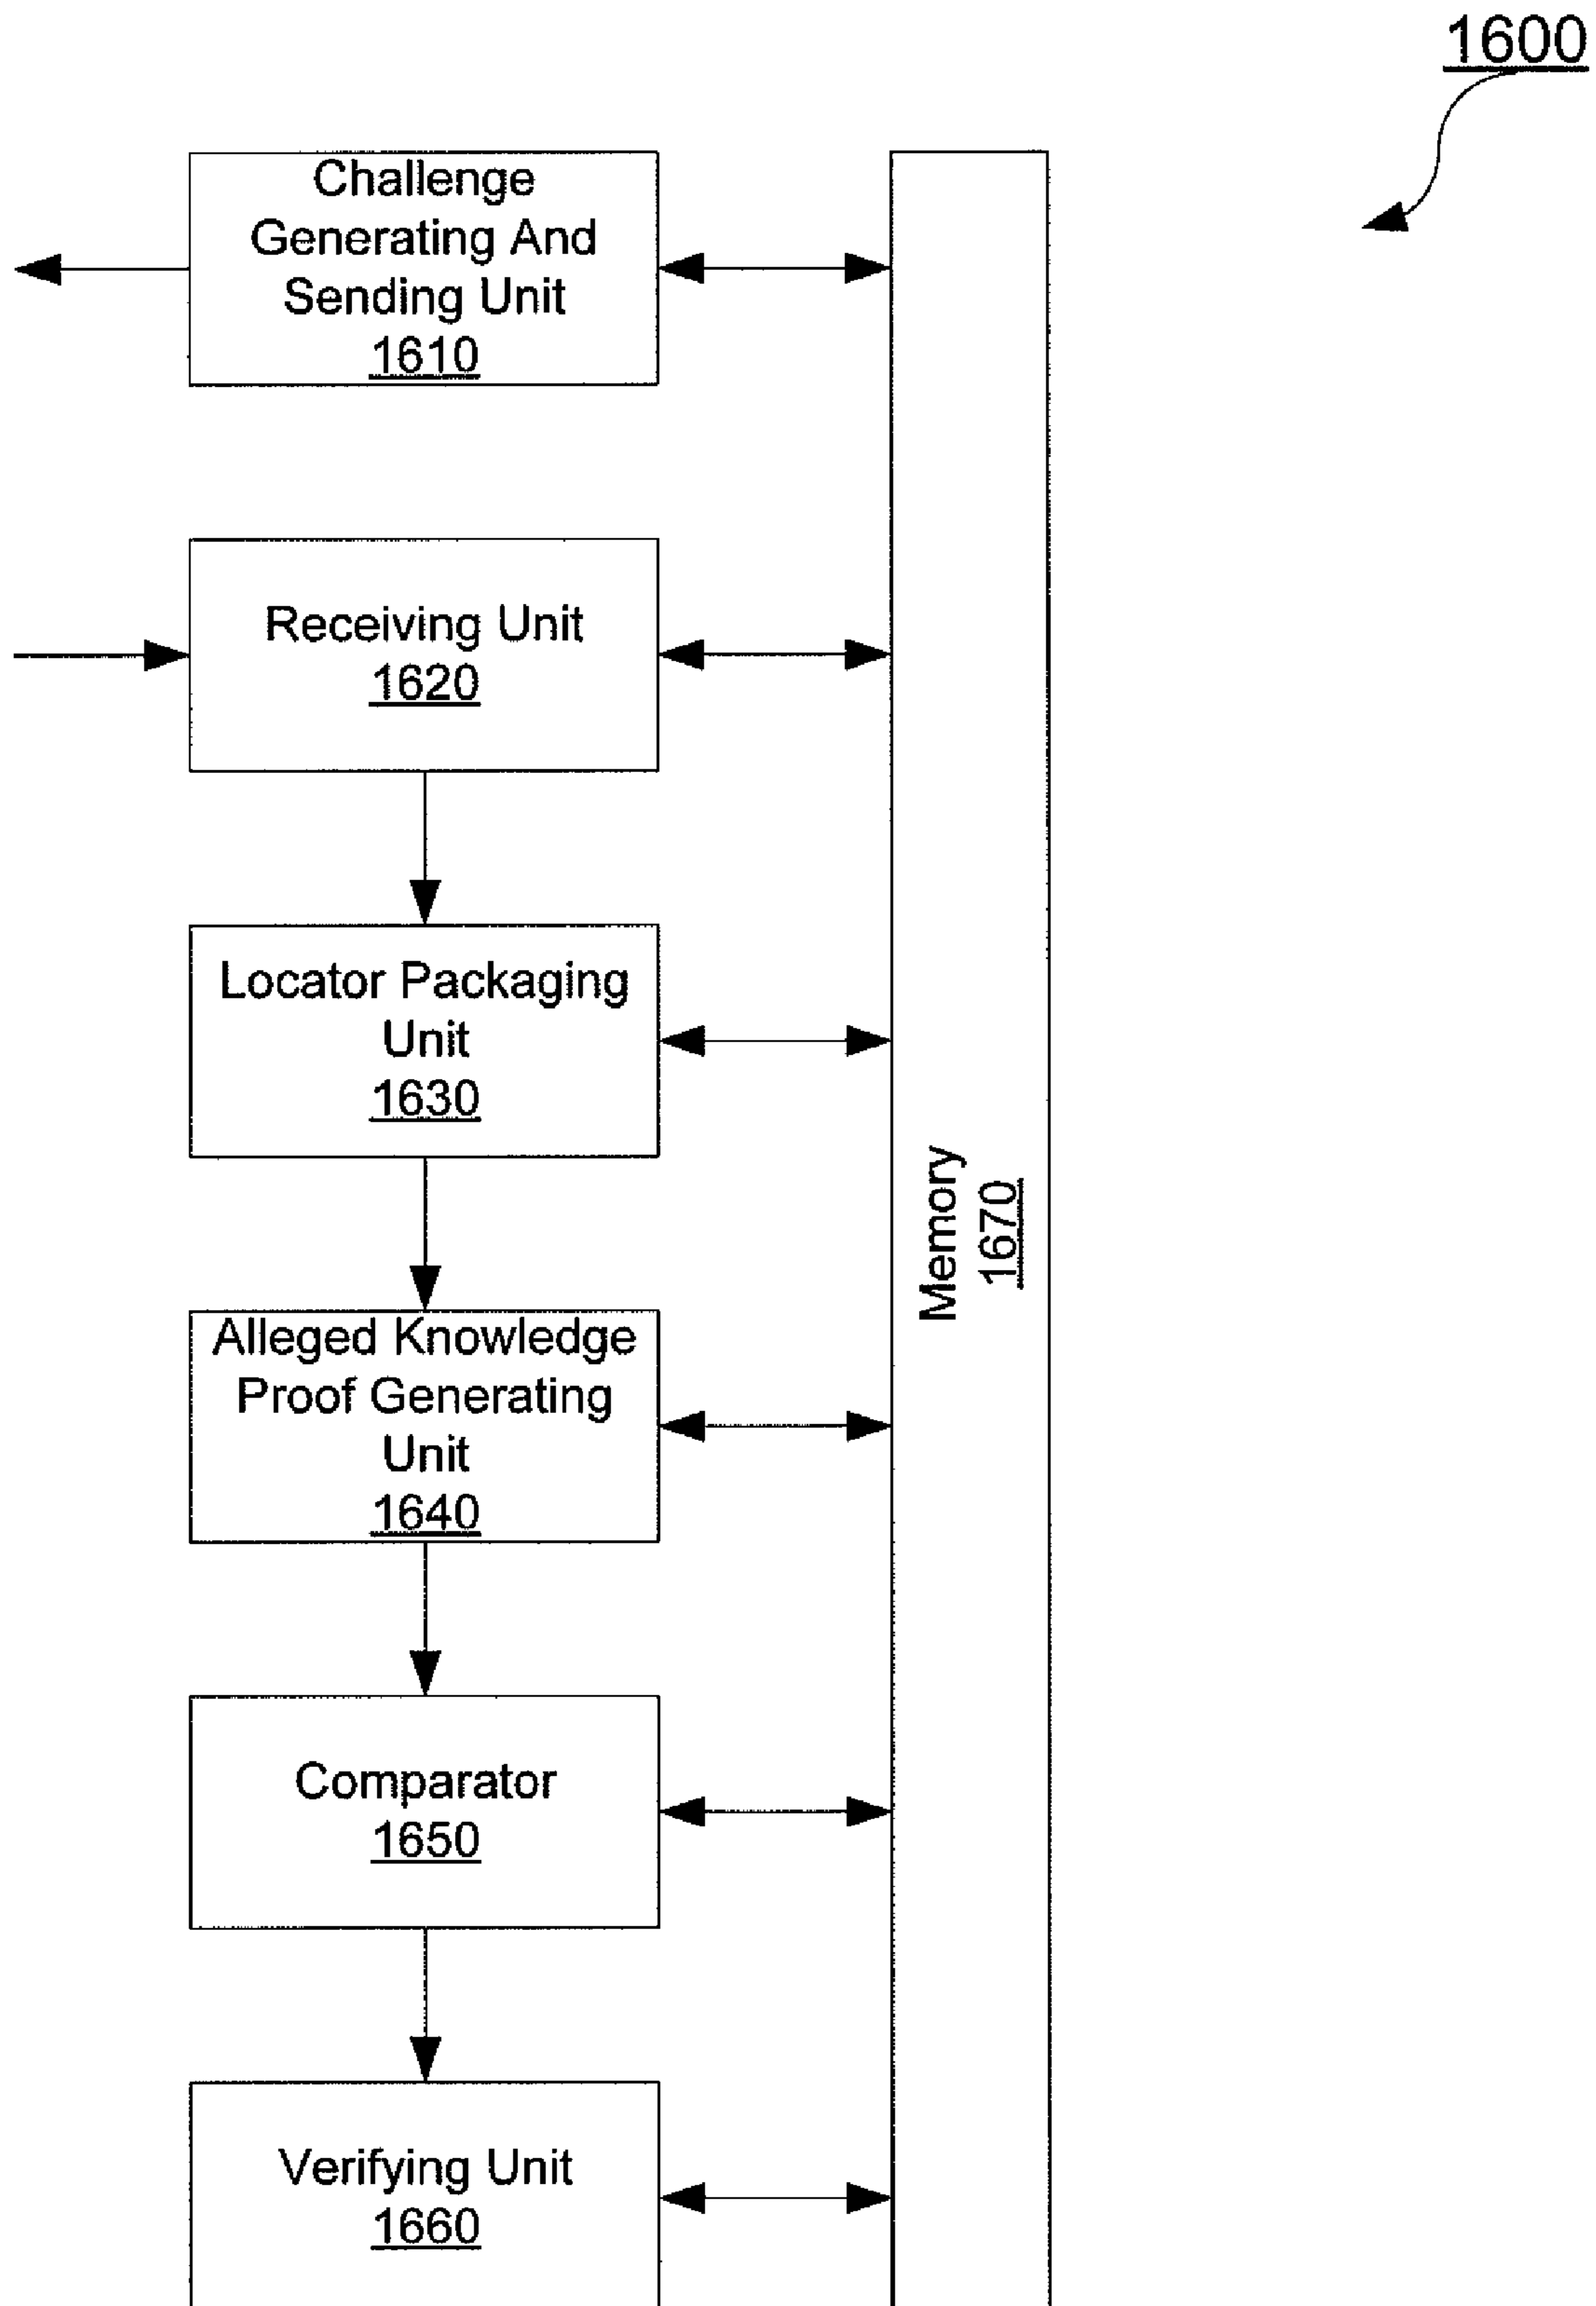 1600
Challenge
Generating And
Sending Unit
1610
Receiving Unit
1620
Locator Packaging
Unit
1630
Alleged Knowledge
Proof Generating
Unit
1640
Comparator
1650
Verifying Unit
1660
Memory
1670